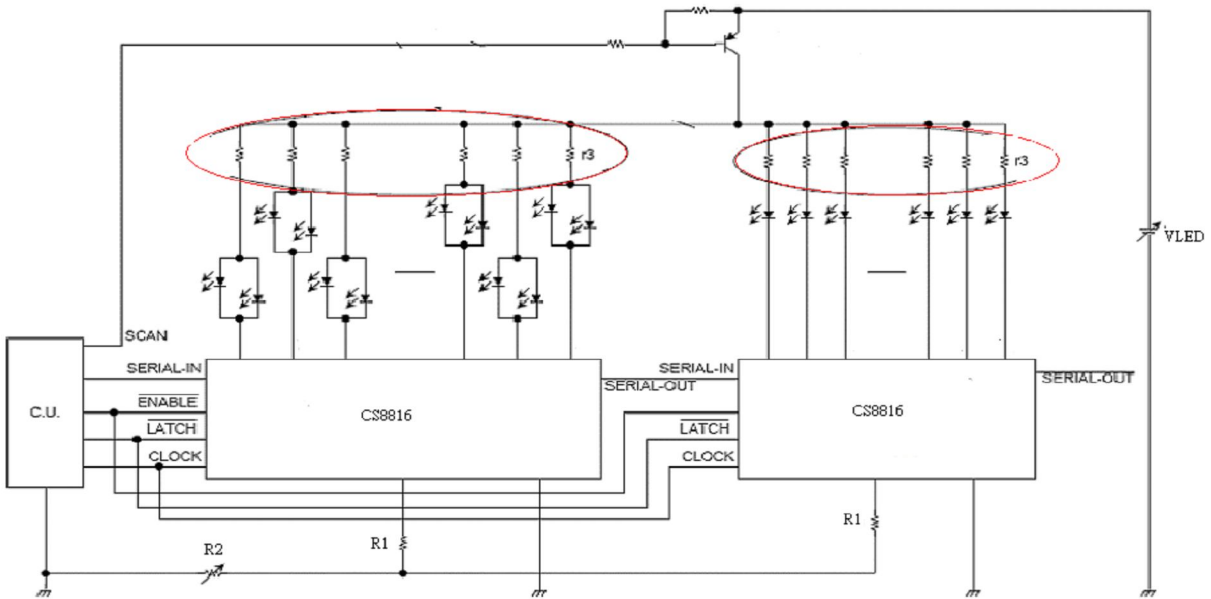 r3
r3
VLED
SCAN
SERIAL-IN
SERIAL-OUT
SERIAL-IN
SERIAL-OUT
C.U.
ENABLE
CS8816
CS8816
LATCH
LATCH
CLOCK
CLOCK
R1
R1
R2